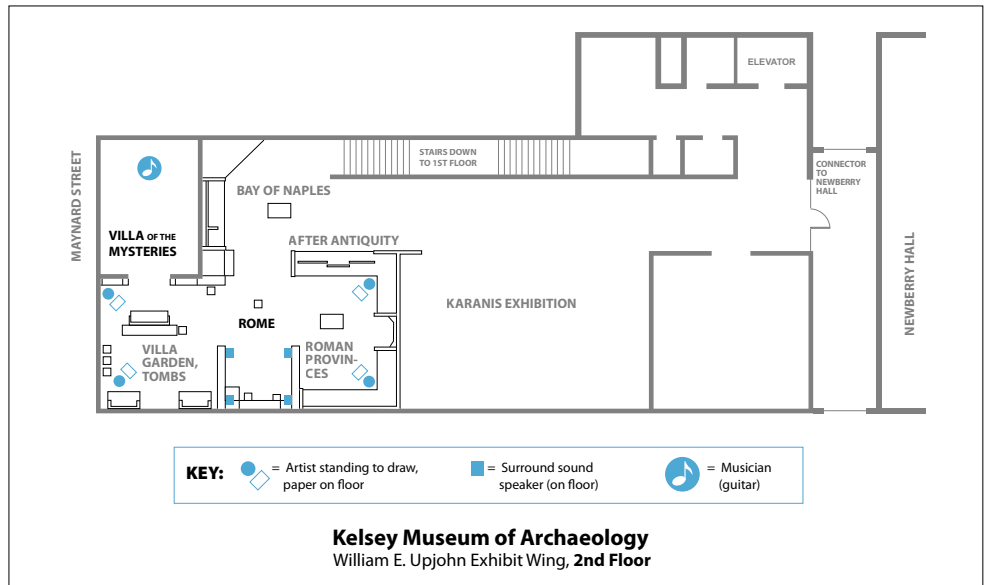 ELEVATOR
STAIRS DOWN
TO 1ST FLOOR
CONNECTOR
TO
NEWBERRY
HALL
MAYNARD STREET
BAY OF NAPLES
VILLA OF THE
MYSTERIES
AFTER ANTIQUITY
NEWBERRY HALL
KARANIS EXHIBITION
ROME
VILLA
GARDEN,
TOMBS
ROMAN
PROVIN-
CES
KEY:
= Artist standing to draw,
paper on floor
= Surround sound
speaker (on floor)
= Musician
(guitar)
Kelsey Museum of Archaeology
William E. Upjohn Exhibit Wing, 2nd Floor